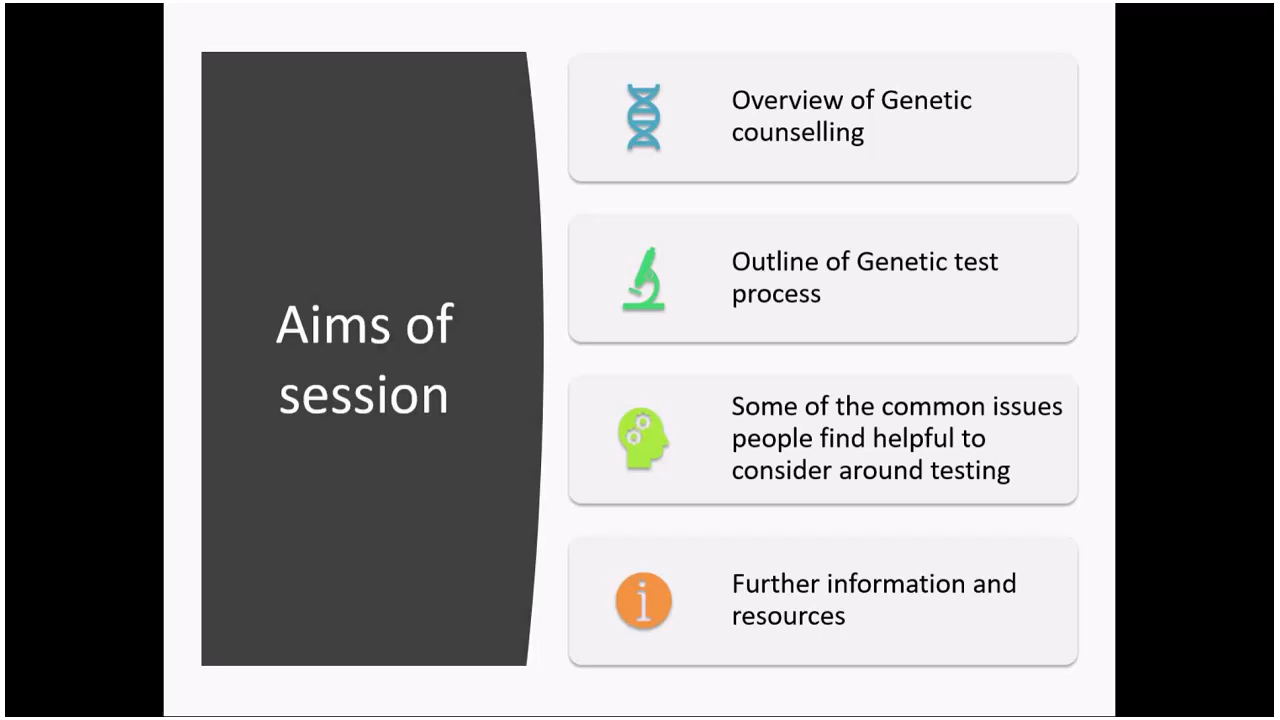 Aims of
session
Overview of Genetic
counselling
Outline of Genetic test
process
Some of the common issues
people find helpful to
consider around testing
i
Further information and
resources